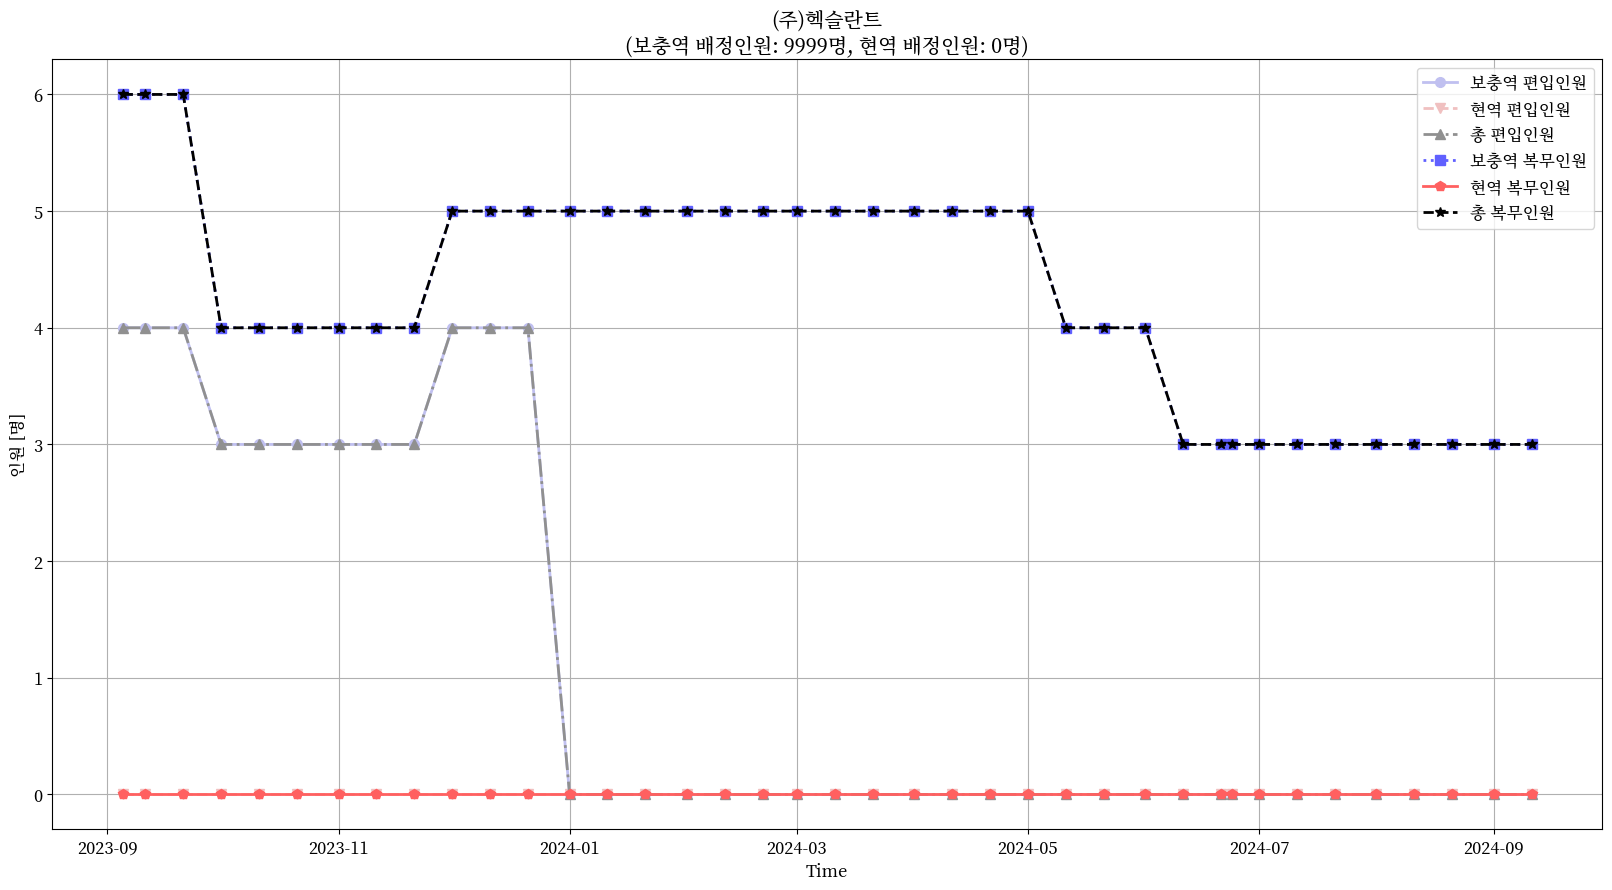 (주)헥슬란트
(보충역 배정인원: 9999명, 현역 배정인원: 0명)
보충역 편입인원
현역 편입인원
총 편입인원
보충역 복무인원
현역 복무인원
총 복무인원
인원 [명]
6
5
4
3
2
1
0
2023-09
2023-11
2024-01
2024-03
2024-05
2024-07
2024-09
Time